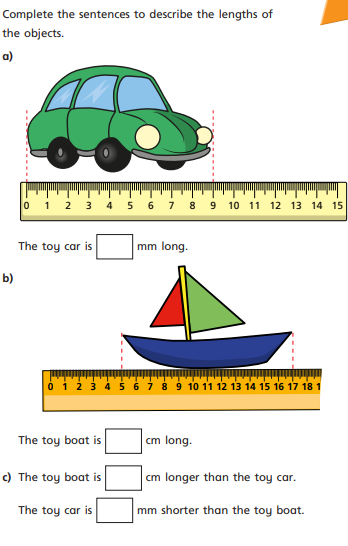 Complete the sentences to describe the lengths of
the objects.
a)
0 1 2 3 4 5 6 7 8 9 10 11 12 13 14 15
The toy car is mm long.
b)
0 1 2 3 4 5 6 7 8 9 10 11 12 13 14 15 16 17 18 1
The toy boat is cm long.
c) The toy boat is cm longer than the toy car.
The toy car is mm shorter than the toy boat.